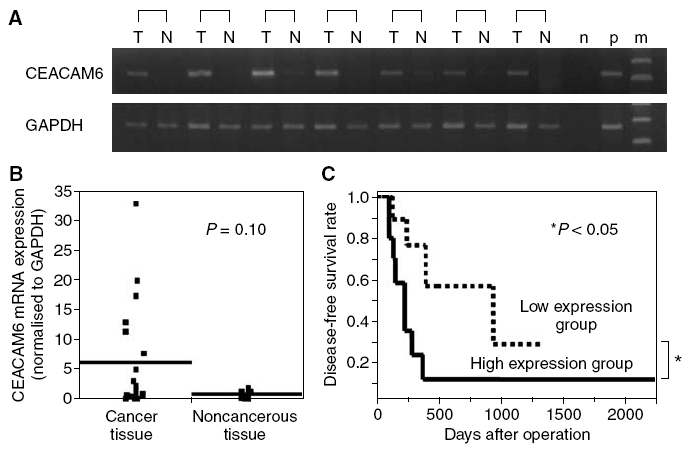 A
T N T N T N T N T N T N T N n p m
CEACAM6
GAPDH
B
CEACAM6 mRNA expression
(normalised to GAPDH)
35
30
25
20
15
10
5
0
P = 0.10
Cancer
tissue
Noncancerous
tissue
C
Disease-free survival rate
1.0
0.8
0.6
0.4
0.2
*P < 0.05
Low expression
group
High expression group
*
0 500 1000 1500 2000
Days after operation